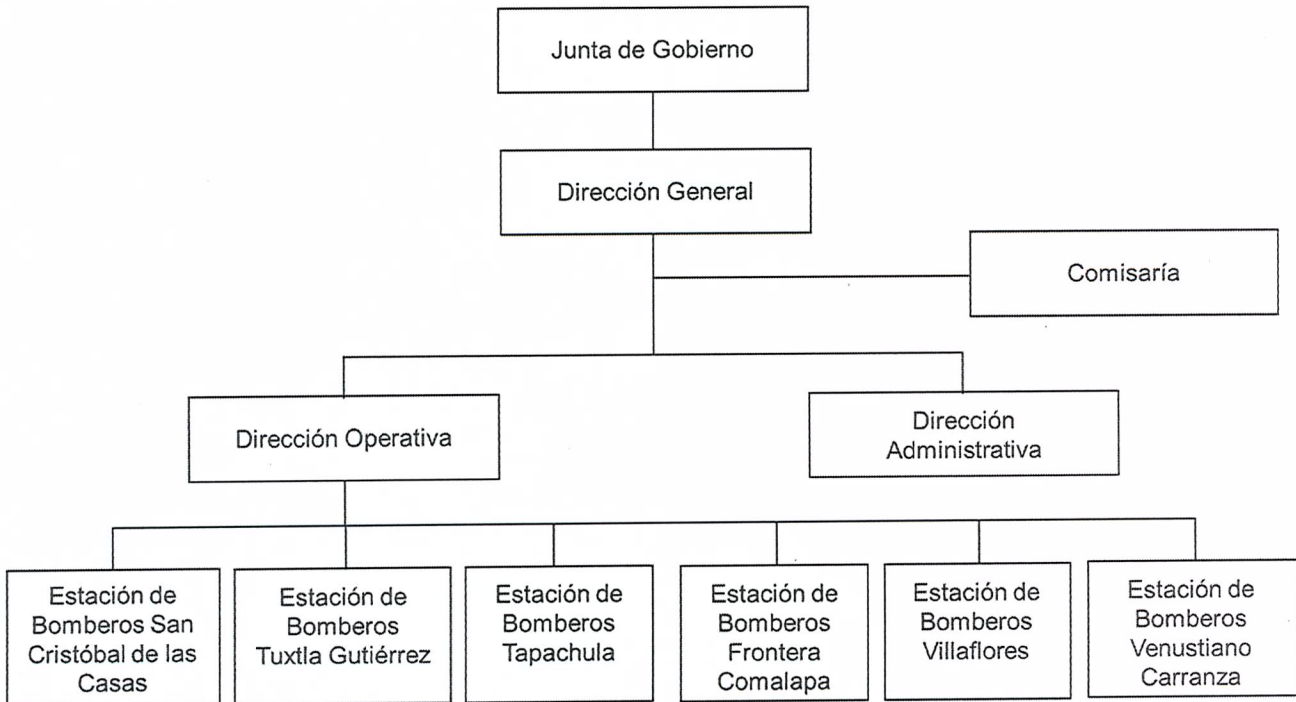 Junta de Gobierno
Dirección General
Comisaría
Dirección Operativa
Dirección
Administrativa
Estación de
Bomberos San
Cristóbal de las
Casas
Estación de
Bomberos
Tuxtla Gutiérrez
Estación de
Bomberos
Tapachula
Estación de
Bomberos
Frontera
Comalapa
Estación de
Bomberos
Villaflores
Estación de
Bomberos
Venustiano
Carranza